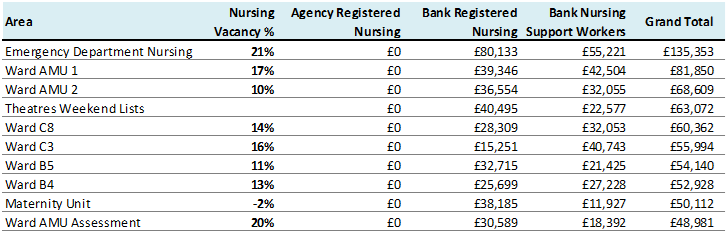 Area Nursing Vacancy % Agency Registered Nursing Bank Registered Nursing Bank Nursing Support Workers Grand Total
Emergency Department Nursing 21% £0 £80,133 £55,221 £135,353
Ward AMU 1 17% £0 £39,346 £42,504 £81,850
Ward AMU 2 10% £0 £36,554 £32,055 £68,609
Theatres Weekend Lists £0 £40,495 £22,577 £63,072
Ward C8 14% £0 £28,309 £32,053 £60,362
Ward C3 16% £0 £15,251 £40,743 £55,994
Ward B5 11% £0 £32,715 £21,425 £54,140
Ward B4 13% £0 £25,699 £27,228 £52,928
Maternity Unit -2% £0 £38,185 £11,927 £50,112
Ward AMU Assessment 20% £0 £30,589 £18,392 £48,981